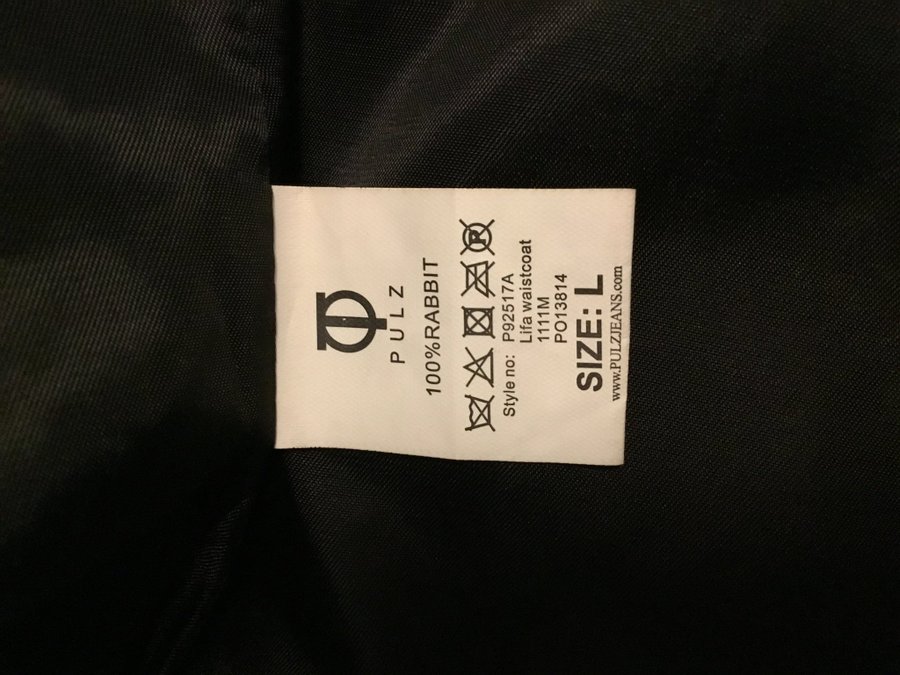 PULZ
100%RABBIT
P
Style no: P92517A
Lifa waistcoat
1111M
PO13814
SIZE: L
www.PULZJEANS.com